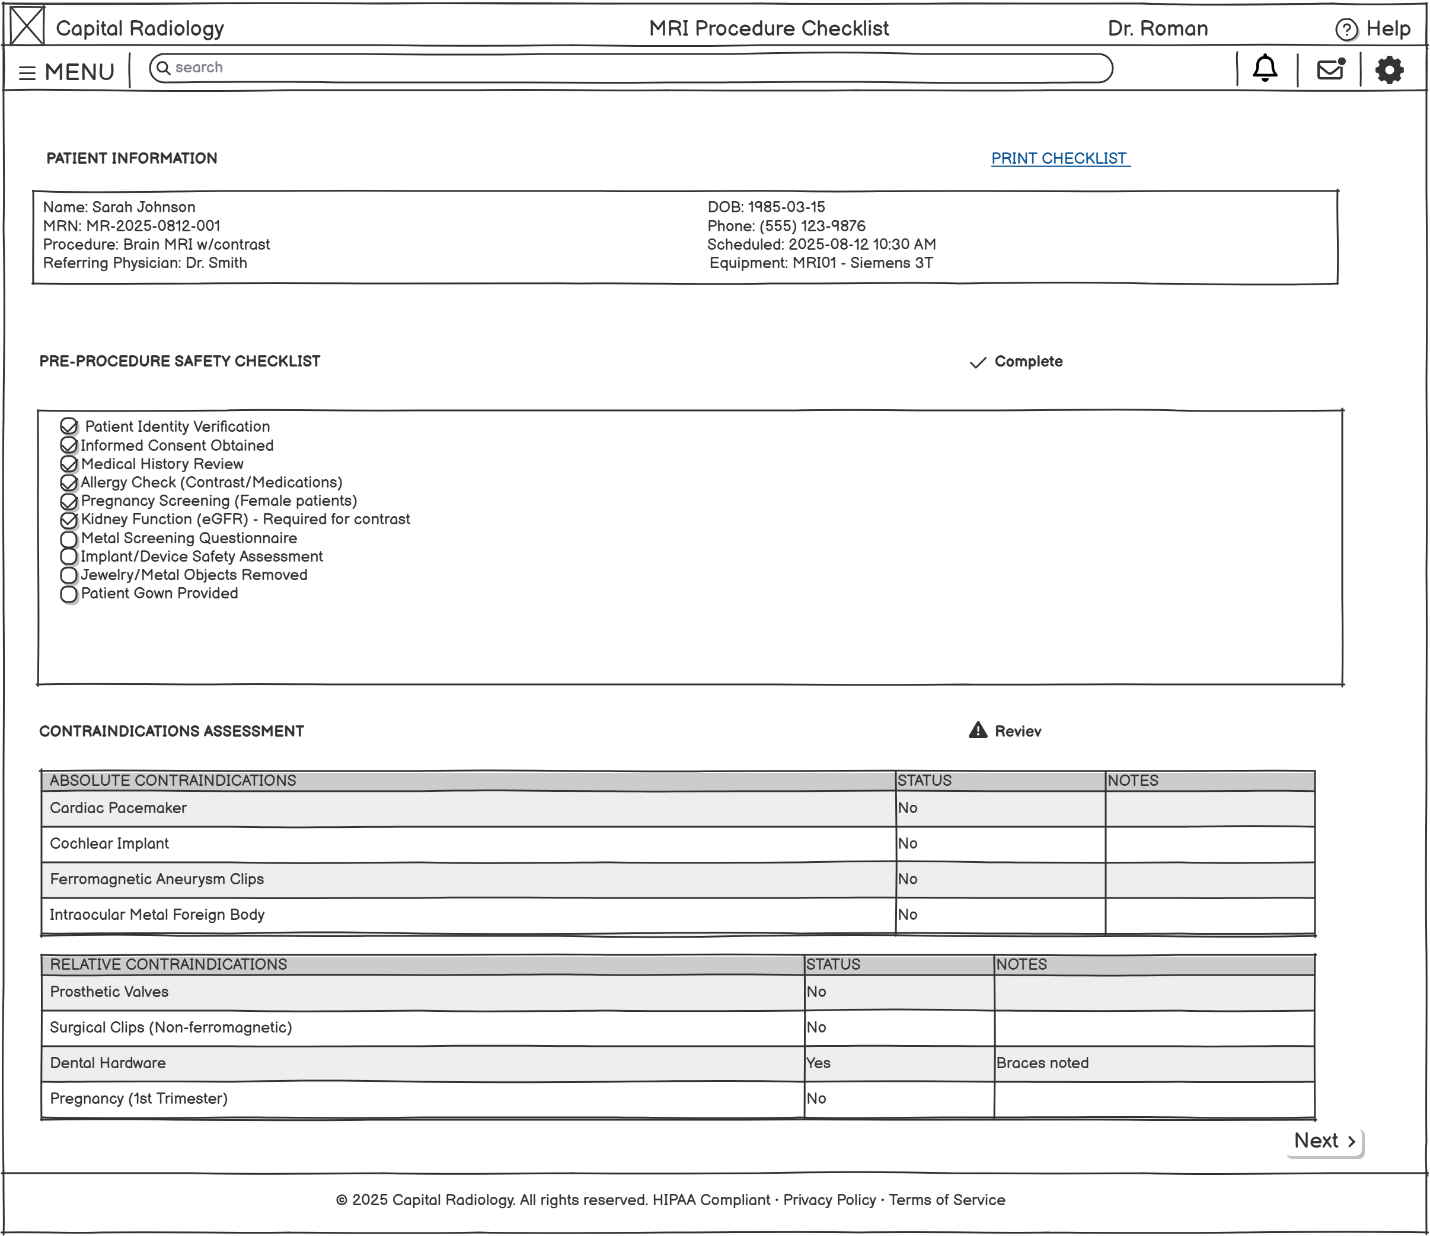 Capital Radiology MRI Procedure Checklist Dr. Roman ? Help
MENU search
PATIENT INFORMATION PRINT CHECKLIST
Name: Sarah Johnson DOB: 1985-03-15
MRN: MR-2025-0812-001 Phone: (555) 123-9876
Procedure: Brain MRI w/contrast Scheduled: 2025-08-12 10:30 AM
Referring Physician: Dr. Smith Equipment: MRI01 - Siemens 3T
PRE-PROCEDURE SAFETY CHECKLIST Complete
Patient Identity Verification
Informed Consent Obtained
Medical History Review
Allergy Check (Contrast/Medications)
Pregnancy Screening (Female patients)
Kidney Function (eGFR) - Required for contrast
Metal Screening Questionnaire
Implant/Device Safety Assessment
Jewelry/Metal Objects Removed
Patient Gown Provided
CONTRAINDICATIONS ASSESSMENT Reviev
ABSOLUTE CONTRAINDICATIONS STATUS NOTES
Cardiac Pacemaker No
Cochlear Implant No
Ferromagnetic Aneurysm Clips No
Intraocular Metal Foreign Body No
RELATIVE CONTRAINDICATIONS STATUS NOTES
Prosthetic Valves No
Surgical Clips (Non-ferromagnetic) No
Dental Hardware Yes Braces noted
Pregnancy (1st Trimester) No
Next >
© 2025 Capital Radiology. All rights reserved. HIPAA Compliant · Privacy Policy · Terms of Service